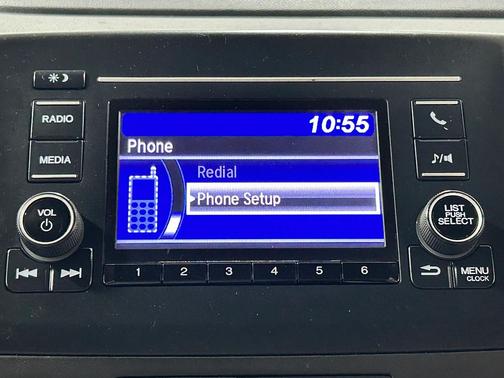 10:55
RADIO
Phone
MEDIA
Redial
Phone Setup
VOL
LIST
PUSH
SELECT
1 2 3 4 5 6
MENU
CLOCK